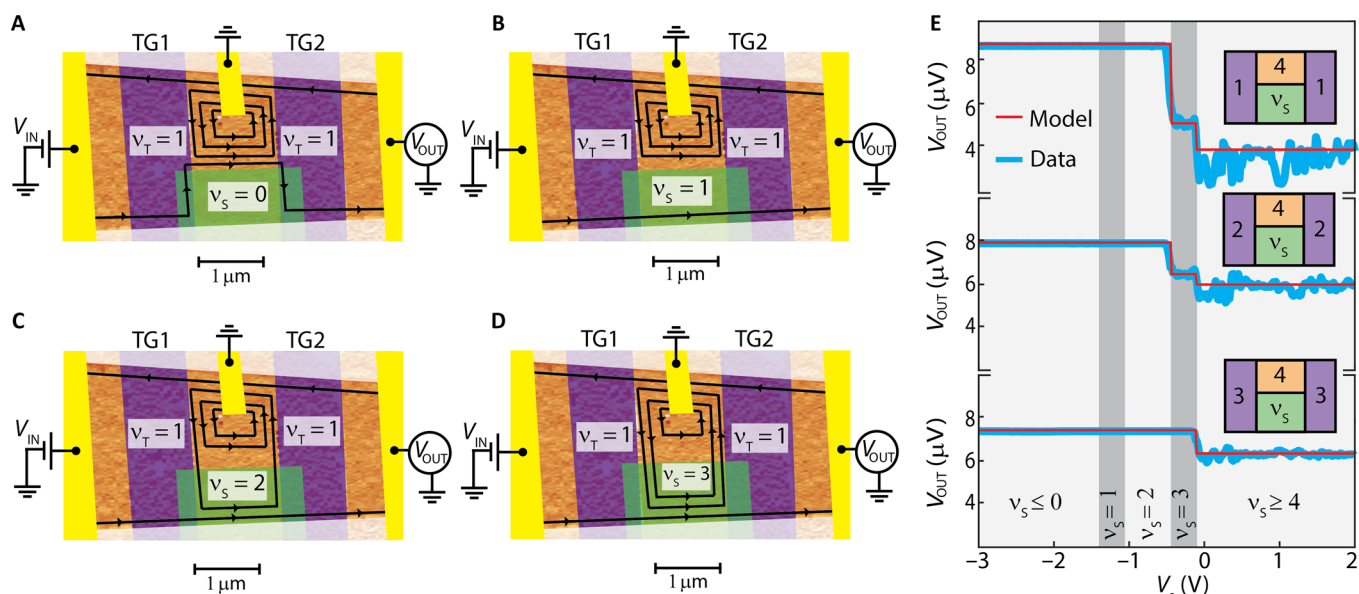 A
TG1
TG2
V_IN
ν_T = 1
ν_T = 1
V_OUT
ν_S = 0
1 μm
B
TG1
TG2
V_IN
ν_T = 1
ν_T = 1
V_OUT
ν_S = 1
1 μm
C
TG1
TG2
V_IN
ν_T = 1
ν_T = 1
V_OUT
ν_S = 2
1 μm
D
TG1
TG2
V_IN
ν_T = 1
ν_T = 1
V_OUT
ν_S = 3
1 μm
E
V_OUT (μV)
8
6
4
Model
Data
1
4
ν_S
1
V_OUT (μV)
8
6
4
2
4
ν_S
2
V_OUT (μV)
8
6
4
3
4
ν_S
3
ν_S ≤ 0
ν_S = 1
ν_S = 2
ν_S = 3
ν_S ≥ 4
−3
−2
−1
0
1
2
(V)